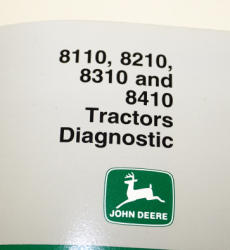 8110, 8210,
8310 and
8410
Tractors
Diagnostic
JOHN DEERE